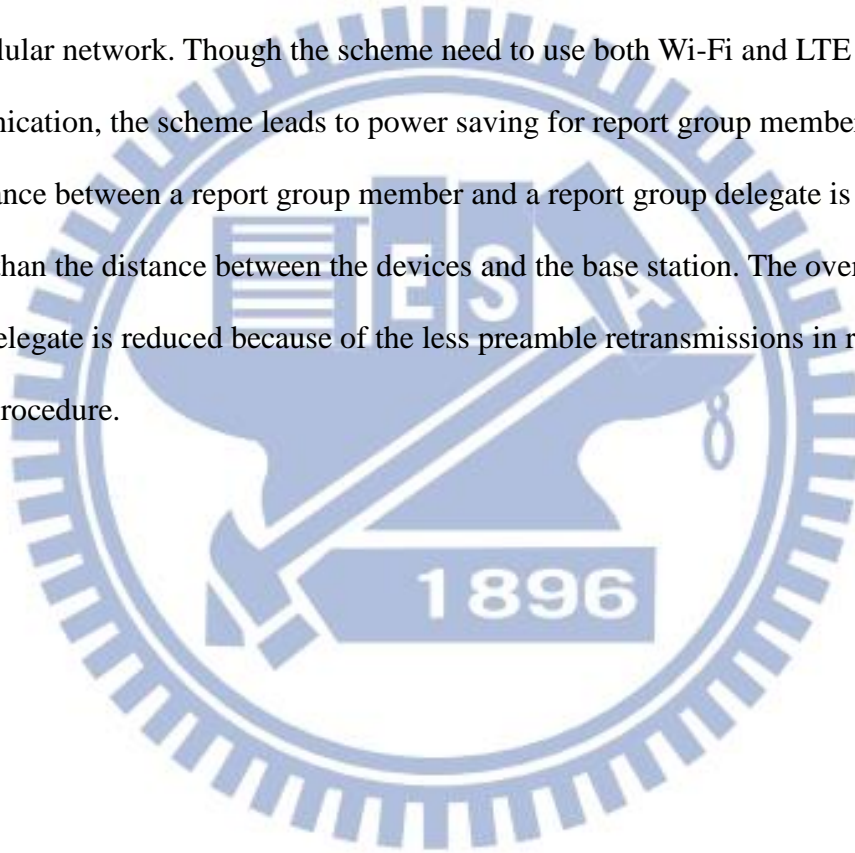 lular network. Though the scheme need to use both Wi-Fi and LTE
nication, the scheme leads to power saving for report group member
ance between a report group member and a report group delegate is
than the distance between the devices and the base station. The over
elegate is reduced because of the less preamble retransmissions in r
rocedure.
E S A
1896